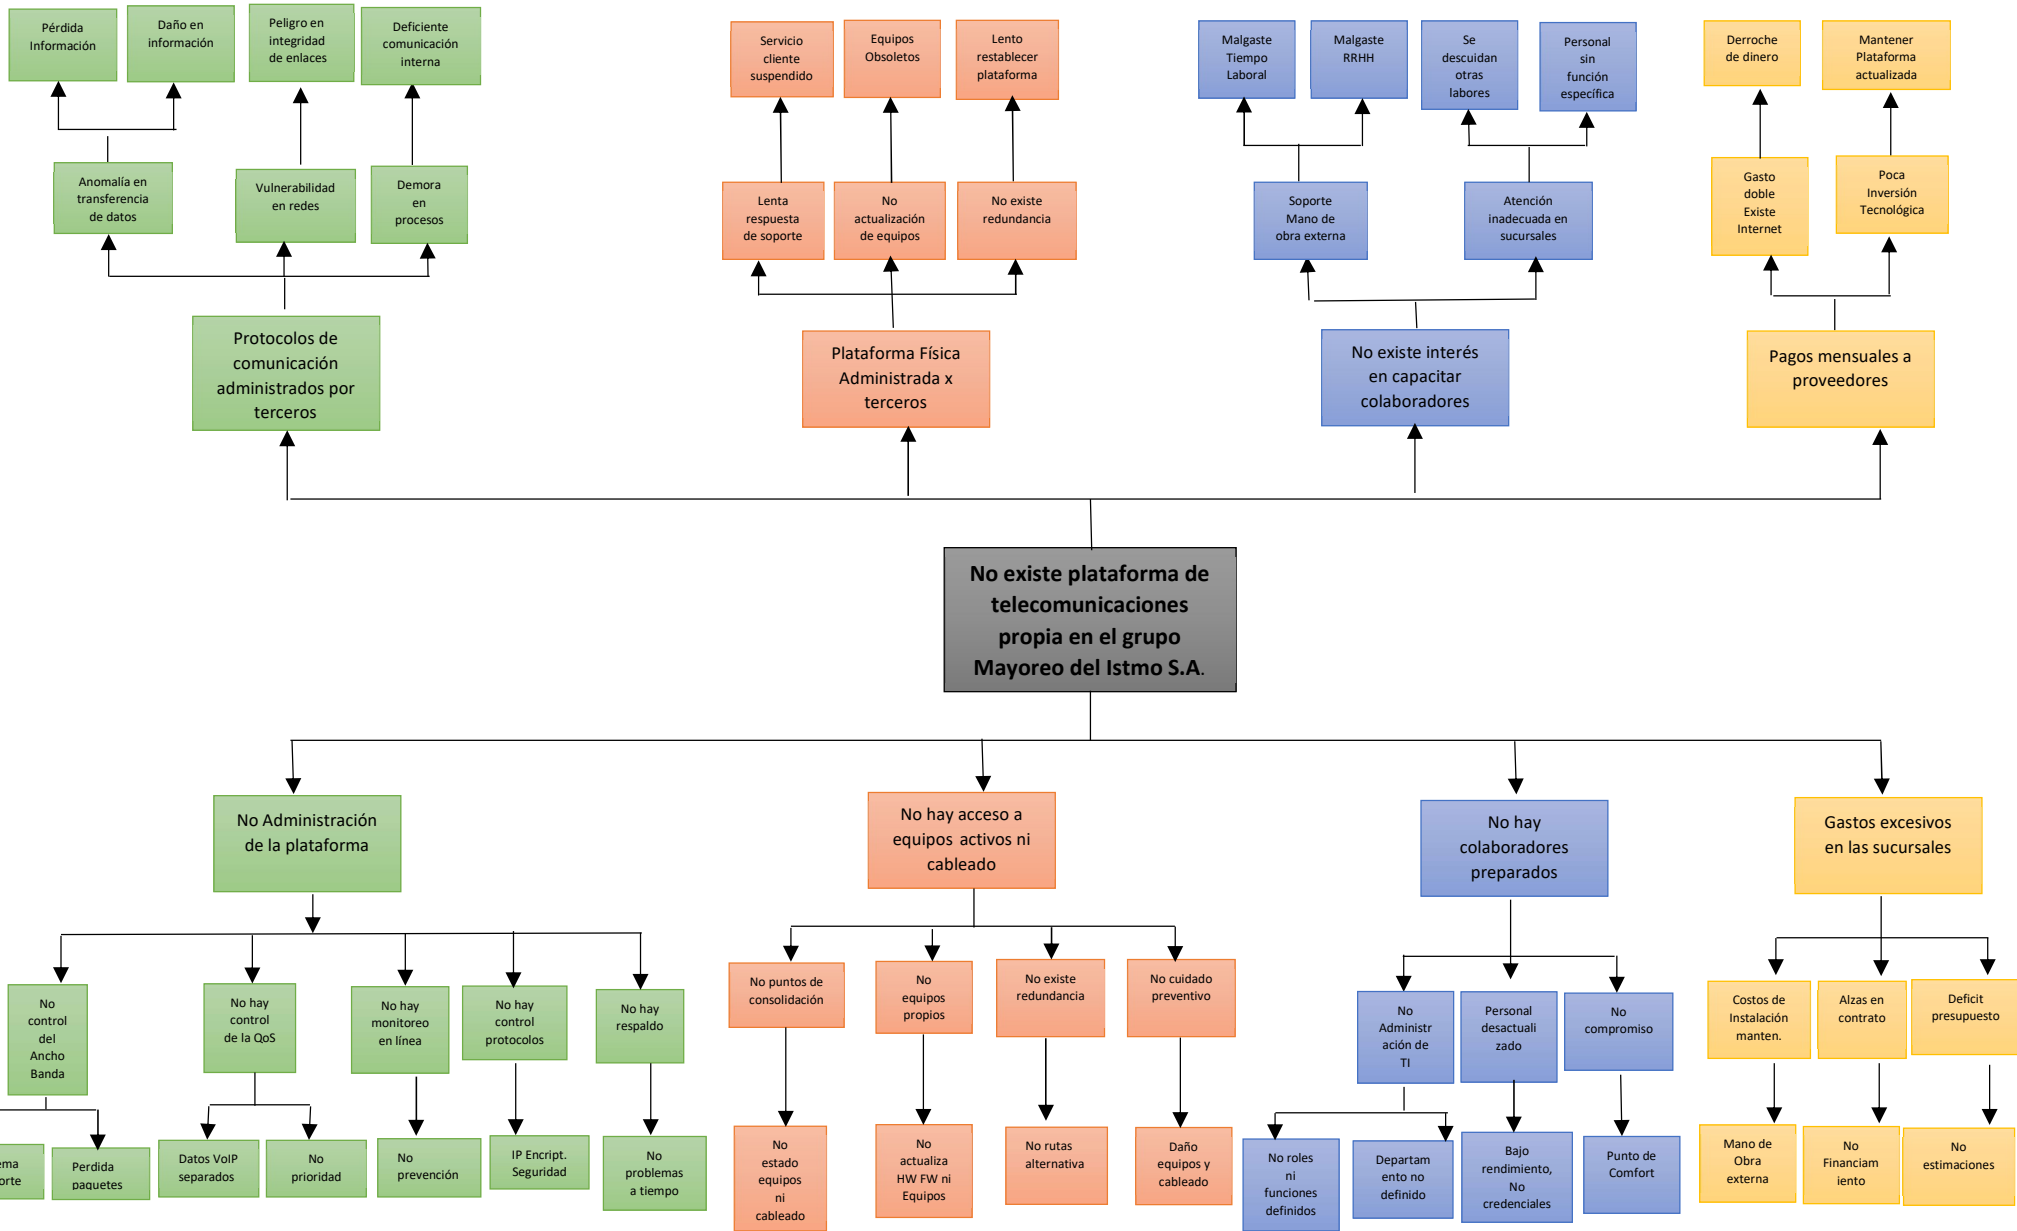 Pérdida
Información
Daño en
información
Peligro en
integridad
de enlaces
Deficiente
comunicación
interna
Servicio
cliente
suspendido
Equipos
Obsoletos
Lento
restablecer
plataforma
Malgaste
Tiempo
Laboral
Malgaste
RRHH
Se
descuidan
otras
labores
Personal
sin
función
específica
Derroche
de dinero
Mantener
Plataforma
actualizada
Anomalía en
transferencia
de datos
Vulnerabilidad
en redes
Demora
en
procesos
Lenta
respuesta
de soporte
No
actualización
de equipos
No existe
redundancia
Soporte
Mano de
obra externa
Atención
inadecuada en
sucursales
Gasto
doble
Existe
Internet
Poca
Inversión
Tecnológica
Protocolos de
comunicación
administrados por
terceros
Plataforma Física
Administrada x
terceros
No existe interés
en capacitar
colaboradores
Pagos mensuales a
proveedores
No existe plataforma de
telecomunicaciones
propia en el grupo
Mayoreo del Istmo S.A.
No Administración
de la plataforma
No hay acceso a
equipos activos ni
cableado
No hay
colaboradores
preparados
Gastos excesivos
en las sucursales
No
control
del
Ancho
Banda
No hay
control
de la QoS
No hay
monitoreo
en línea
No hay
control
protocolos
No hay
respaldo
No puntos de
consolidación
No
equipos
propios
No existe
redundancia
No cuidado
preventivo
No
Administr
ación de
TI
Personal
desactuali
zado
No
compromiso
Costos de
Instalación
manten.
Alzas en
contrato
Deficit
presupuesto
ema
orte
Perdida
paquetes
Datos VoIP
separados
No
prioridad
No
prevención
IP Encript.
Seguridad
No
problemas
a tiempo
No
estado
equipos
ni
cableado
No
actualiza
HW FW ni
Equipos
No rutas
alternativa
Daño
equipos y
cableado
No roles
ni
funciones
definidos
Departam
ento no
definido
Bajo
rendimiento,
No
credenciales
Punto de
Comfort
Mano de
Obra
externa
No
Financiam
iento
No
estimaciones